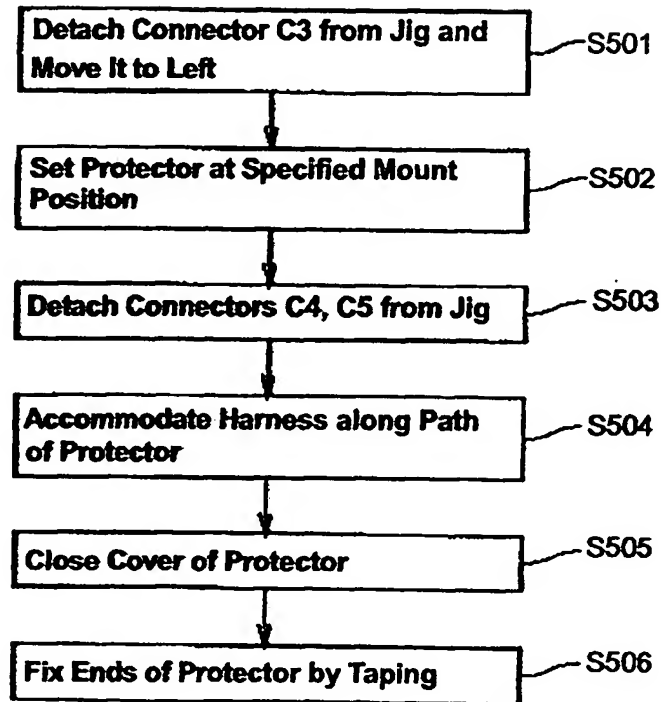 Detach Connector C3 from Jig and
Move It to Left
S501
Set Protector at Specified Mount
Position
S502
Detach Connectors C4, C5 from Jig
S503
Accommodate Harness along Path
of Protector
S504
Close Cover of Protector
S505
Fix Ends of Protector by Taping
S506